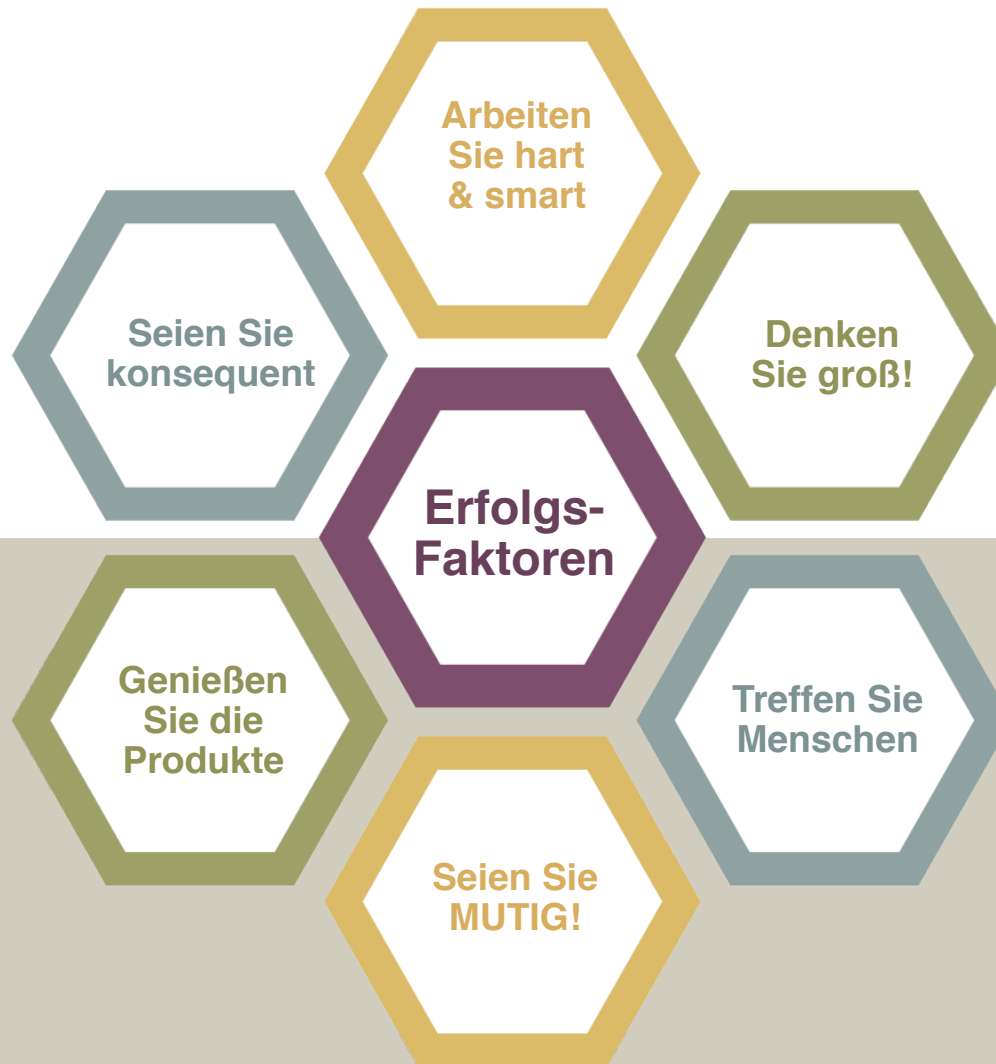 Arbeiten
Sie hart
& smart
Seien Sie
konsequent
Denken
Sie groß!
Erfolgs-
Faktoren
Genießen
Sie die
Produkte
Treffen Sie
Menschen
Seien Sie
MUTIG!